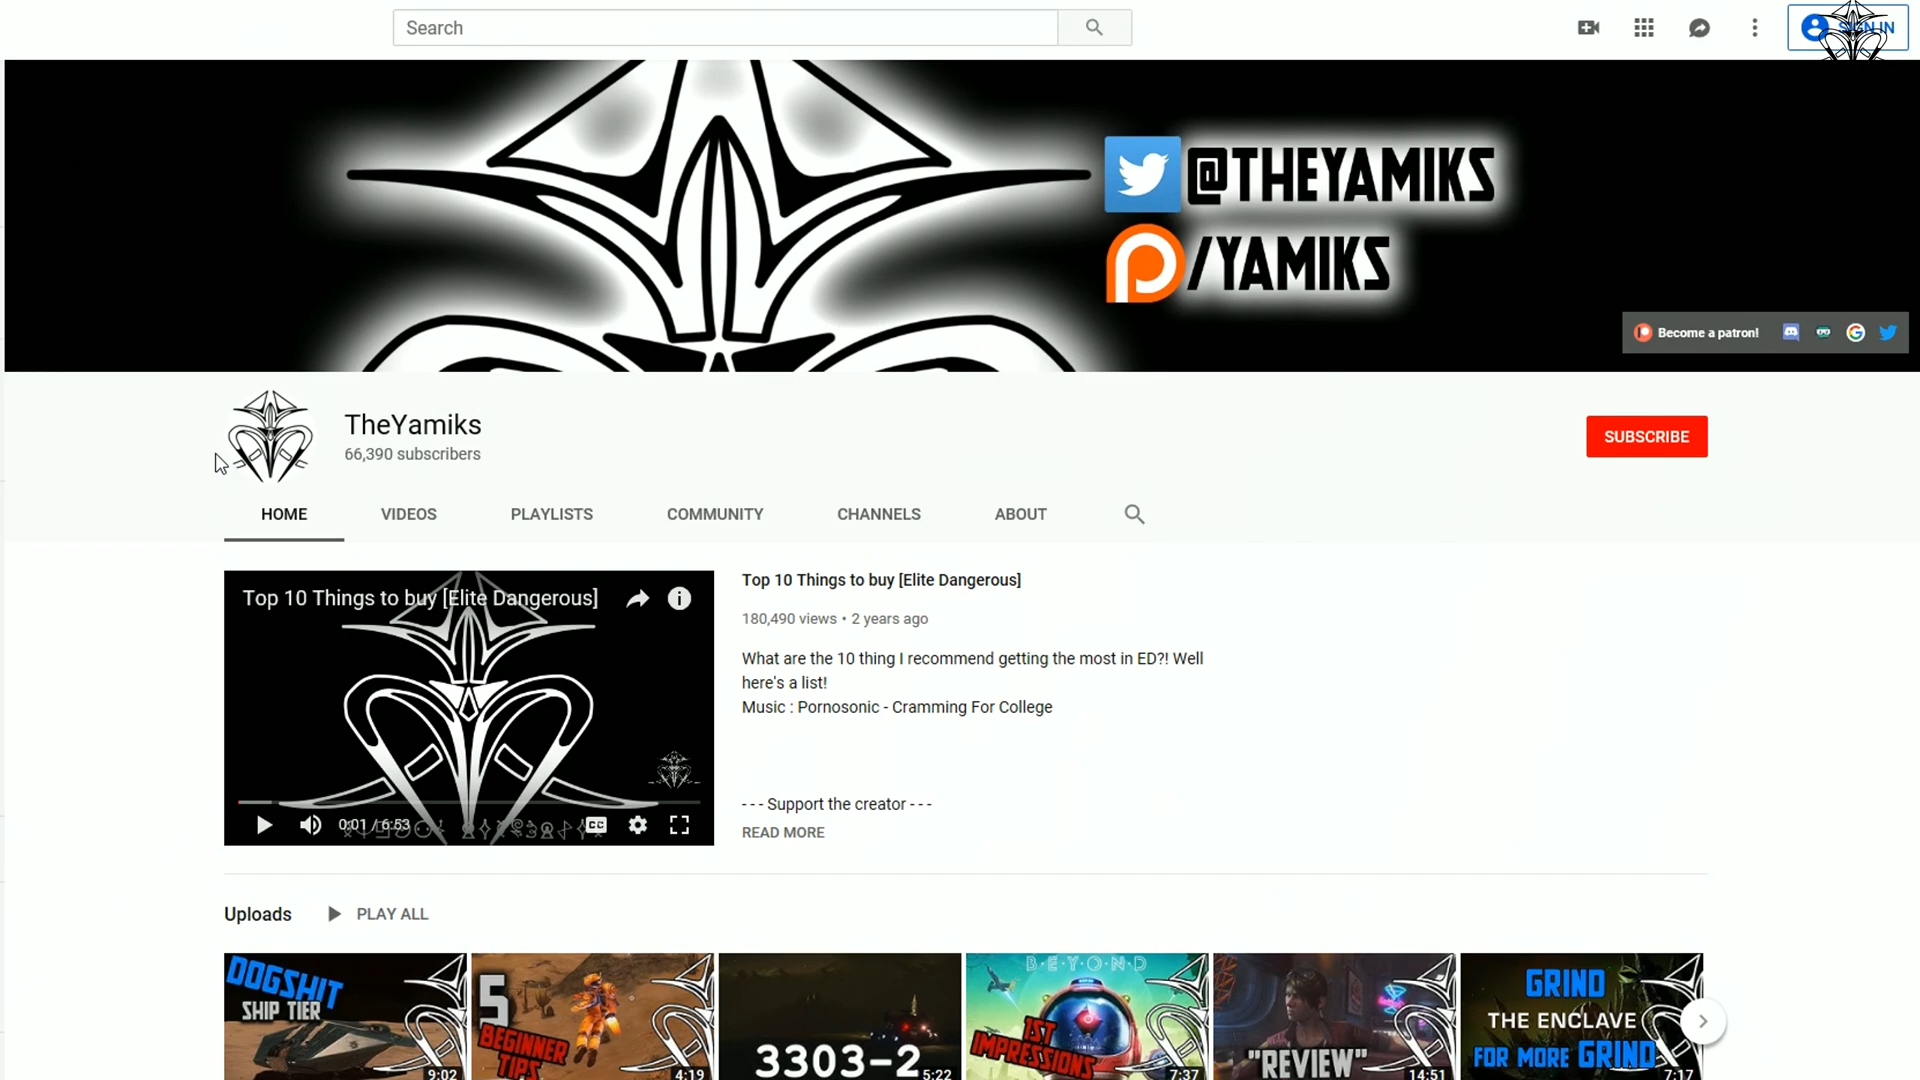 Search
SIGN IN
@THEYAMIKS
/YAMIKS
Become a patron!
TheYamiks
66,390 subscribers
SUBSCRIBE
HOME
VIDEOS
PLAYLISTS
COMMUNITY
CHANNELS
ABOUT
Top 10 Things to buy [Elite Dangerous]
0:01 / 6:53
CC
Top 10 Things to buy [Elite Dangerous]
180,490 views • 2 years ago
What are the 10 thing I recommend getting the most in ED?! Well
here's a list!
Music : Pornosonic - Cramming For College
- - - Support the creator - - -
READ MORE
Uploads
PLAY ALL
DOGSHIT
SHIP TIER
9:02
5
BEGINNER
TIPS
4:19
3303-2
5:22
B·E·Y·O·N·D
1ST
IMPRESSIONS
7:37
"REVIEW"
14:51
GRIND
THE ENCLAVE
FOR MORE GRIND
7:17